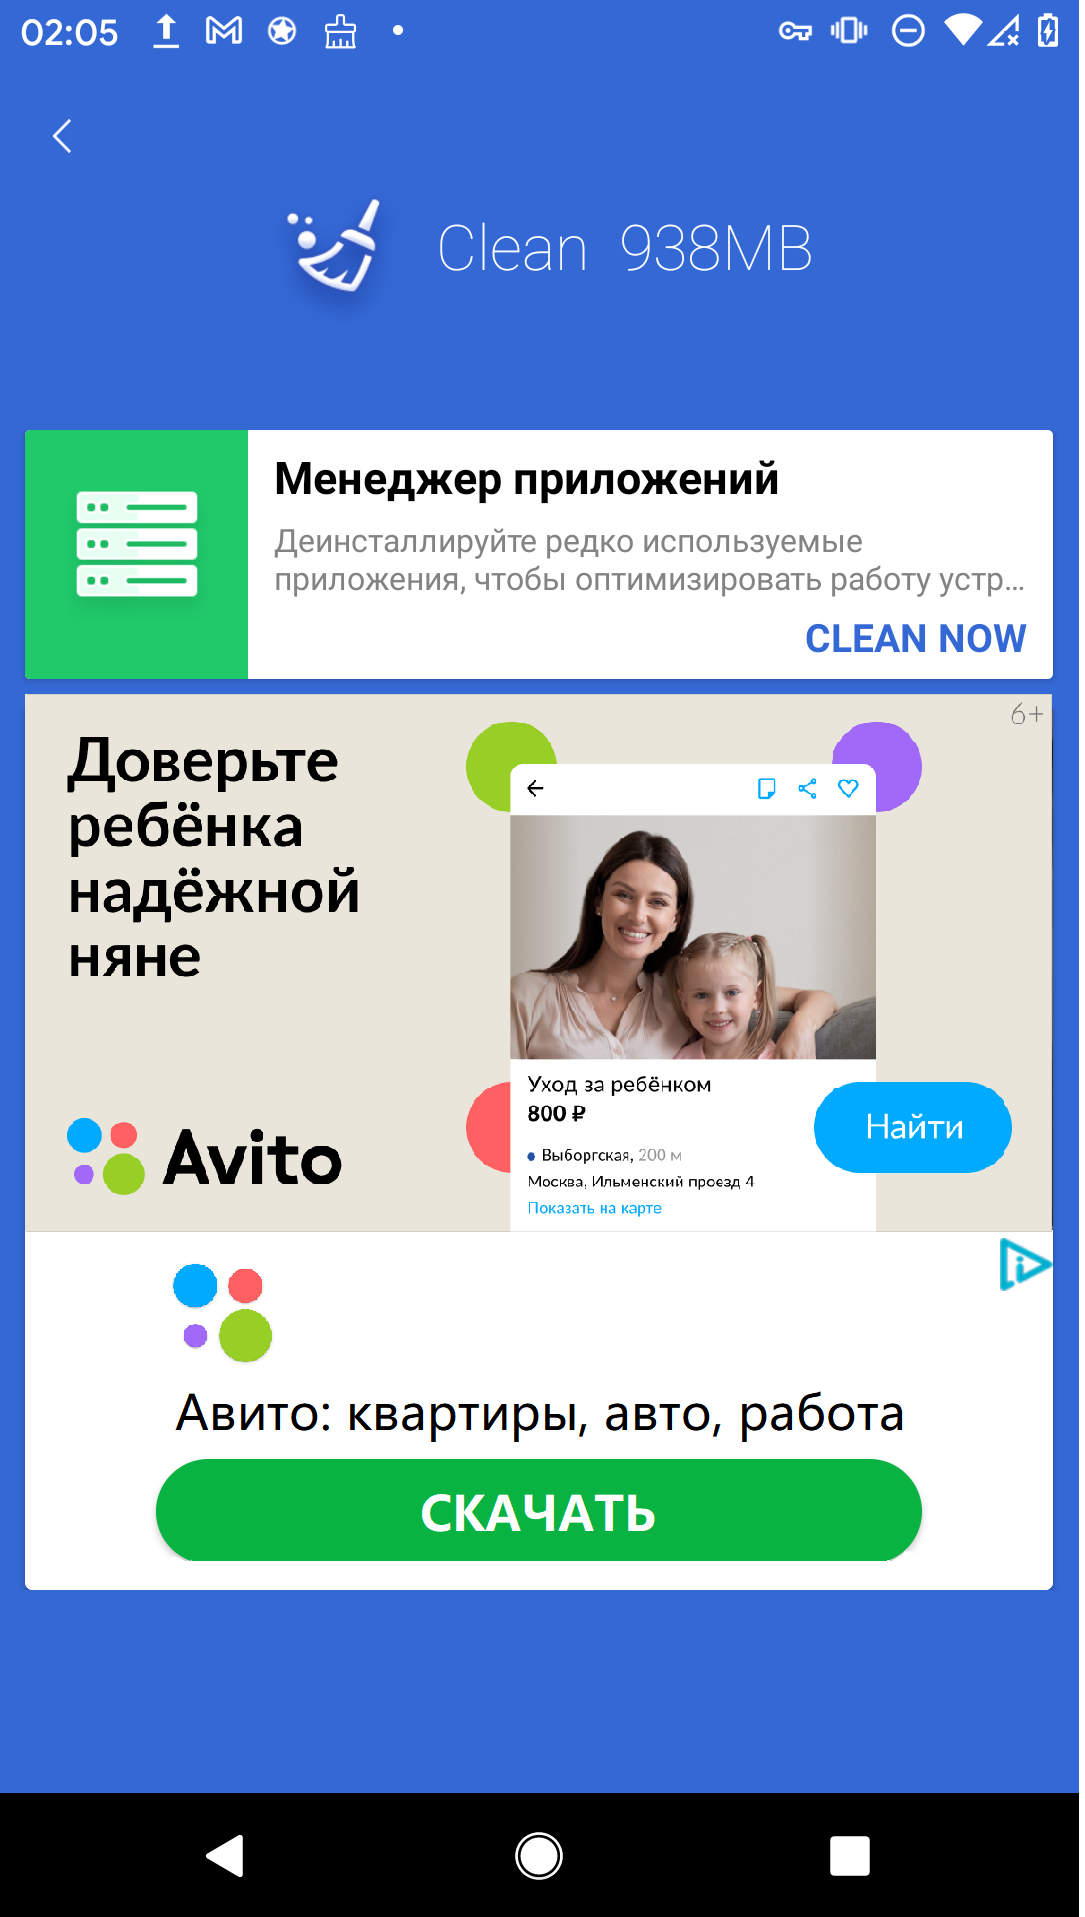 02:05
Clean 938MB
Менеджер приложений
Деинсталлируйте редко используемые
приложения, чтобы оптимизировать работу устр...
CLEAN NOW
6+
Доверьте
ребёнка
надёжной
няне
Уход за ребёнком
800 ₽
Выборгская, 200 м
Москва, Ильменский проезд 4
Показать на карте
Найти
Avito
Авито: квартиры, авто, работа
СКАЧАТЬ